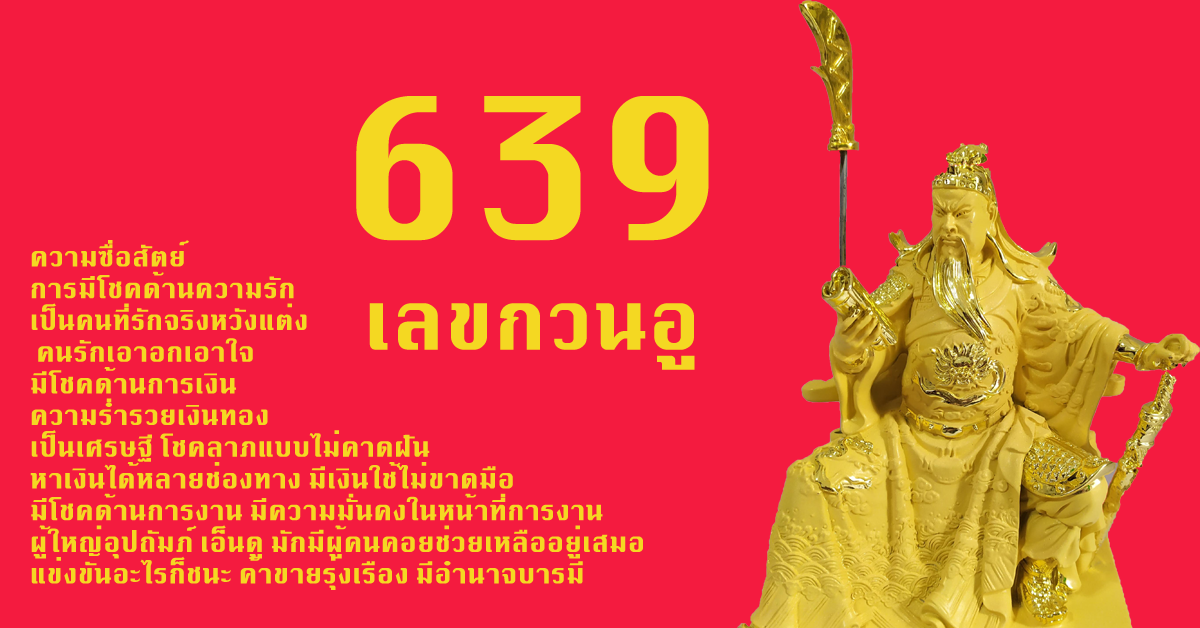 639
เลขกวนอู
ความซื่อสัตย์
การมีโชคด้านความรัก
เป็นคนที่รักจริงหวังแต่ง
คนรักเอาอกเอาใจ
มีโชคด้านการเงิน
ความร่ำรวยเงินทอง
เป็นเศรษฐี โชคลาภแบบไม่คาดฝัน
หาเงินได้หลายช่องทาง มีเงินใช้ไม่ขาดมือ
มีโชคด้านการงาน มีความมั่นคงในหน้าที่การงาน
ผู้ใหญ่อุปถัมภ์ เอ็นดู มักมีผู้คนคอยช่วยเหลืออยู่เสมอ
แข่งขันอะไรก็ชนะ ค้าขายรุ่งเรือง มีอำนาจบารมี